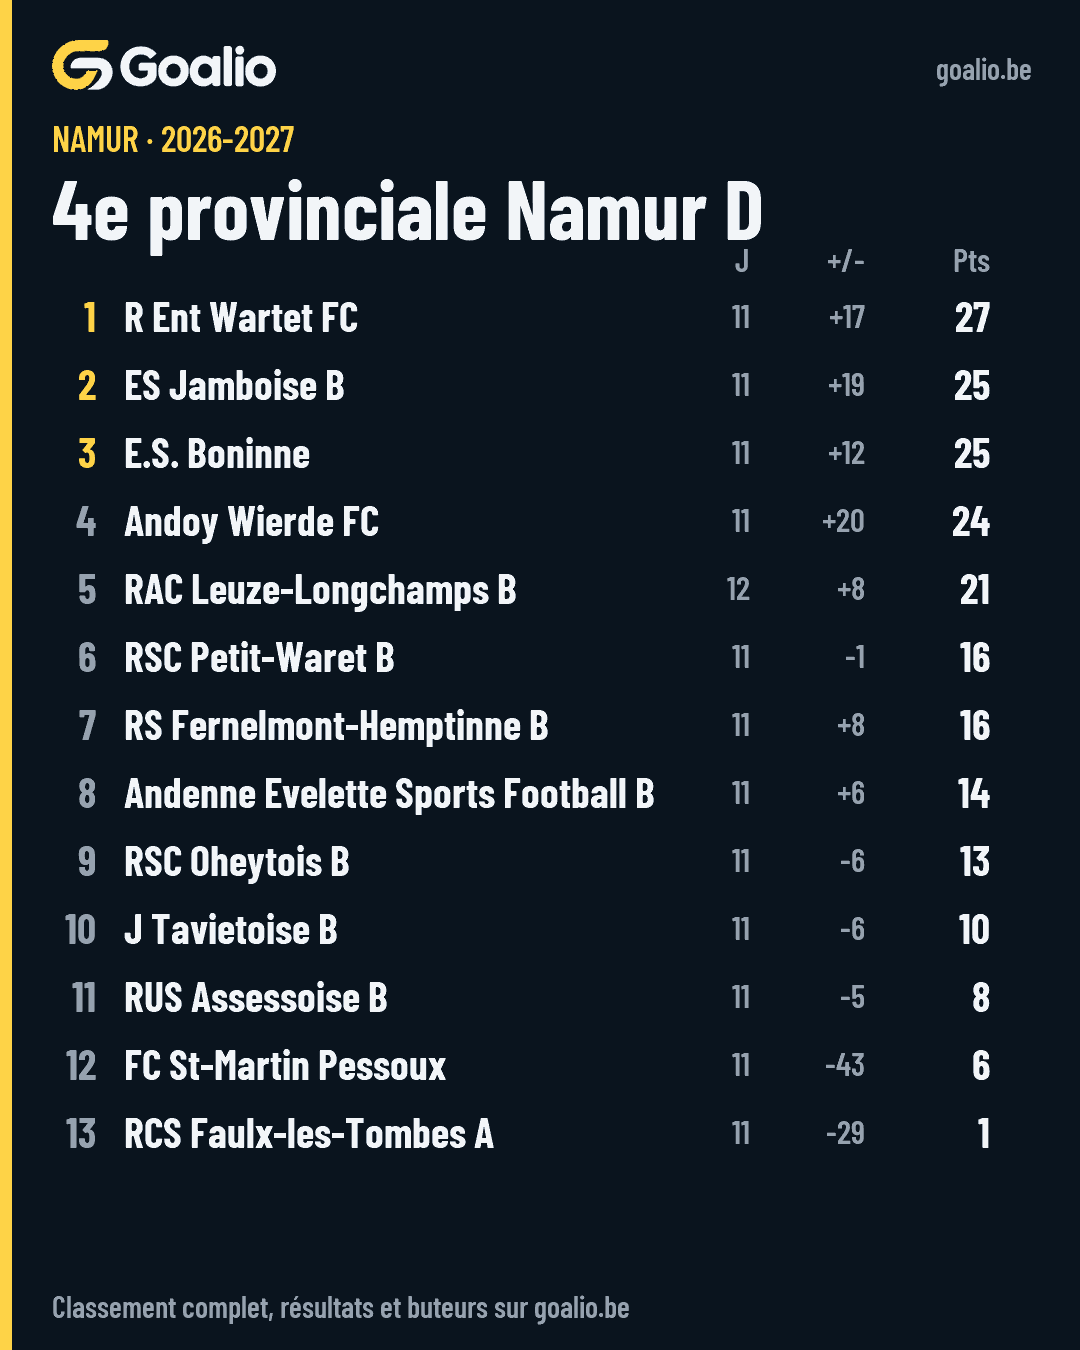 Goalio
goalio.be
NAMUR · 2026-2027
4e provinciale Namur D
J +/- Pts
1 R Ent Wartet FC 11 +17 27
2 ES Jamboise B 11 +19 25
3 E.S. Boninne 11 +12 25
4 Andoy Wierde FC 11 +20 24
5 RAC Leuze-Longchamps B 12 +8 21
6 RSC Petit-Waret B 11 -1 16
7 RS Fernelmont-Hemptinne B 11 +8 16
8 Andenne Evelette Sports Football B 11 +6 14
9 RSC Oheytois B 11 -6 13
10 J Tavietoise B 11 -6 10
11 RUS Assessoise B 11 -5 8
12 FC St-Martin Pessoux 11 -43 6
13 RCS Faulx-les-Tombes A 11 -29 1
Classement complet, résultats et buteurs sur goalio.be